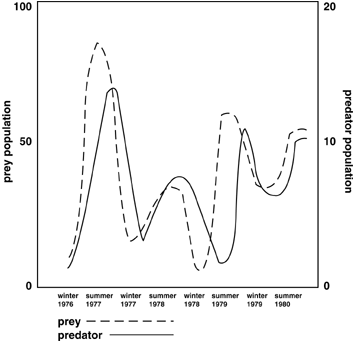 100
20
prey population
50
10
predator population
0
0
winter 1976
summer 1977
winter 1977
summer 1978
winter 1978
summer 1979
winter 1979
summer 1980
prey
predator